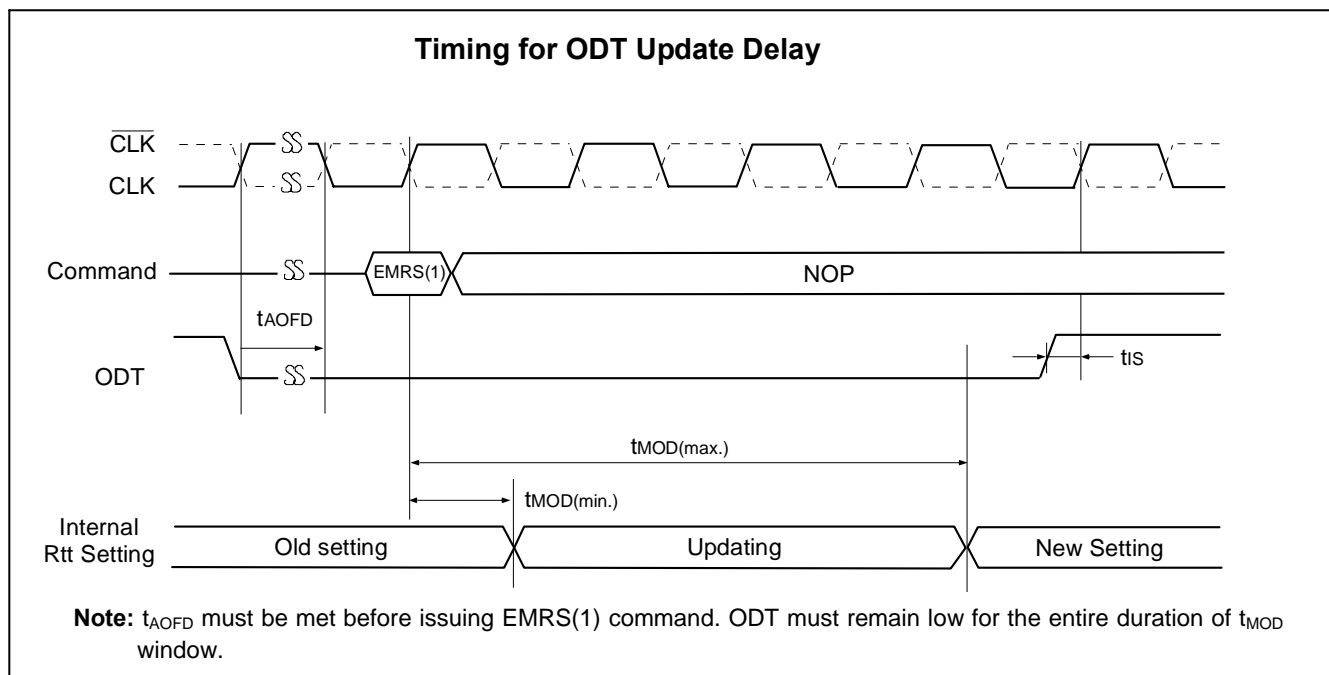 Timing for ODT Update Delay
CLK
CLK
Command
EMRS(1)
NOP
tAOFD
ODT
tIS
tMOD(max.)
tMOD(min.)
Internal
Rtt Setting
Old setting
Updating
New Setting
Note: tAOFD must be met before issuing EMRS(1) command. ODT must remain low for the entire duration of tMOD
window.